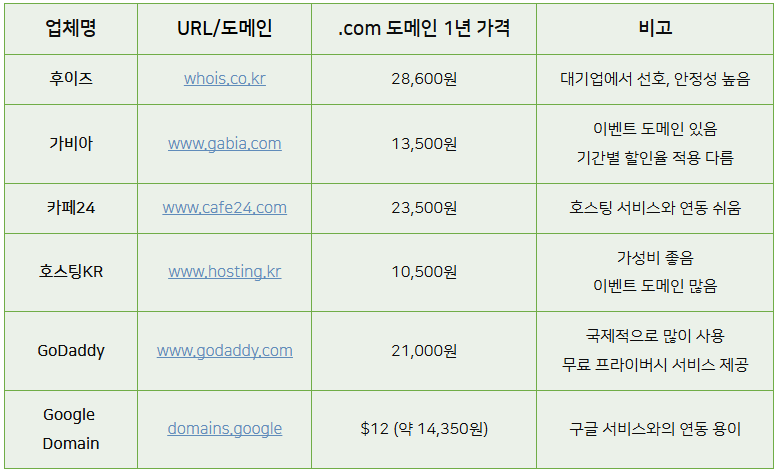 업체명 URL/도메인 .com 도메인 1년 가격 비고
후이즈 whois.co.kr 28,600원 대기업에서 선호, 안정성 높음
가비아 www.gabia.com 13,500원 이벤트 도메인 있음
기간별 할인율 적용 다름
카페24 www.cafe24.com 23,500원 호스팅 서비스와 연동 쉬움
호스팅KR www.hosting.kr 10,500원 가성비 좋음
이벤트 도메인 많음
GoDaddy www.godaddy.com 21,000원 국제적으로 많이 사용
무료 프라이버시 서비스 제공
Google
Domain domains.google $12 (약 14,350원) 구글 서비스와의 연동 용이